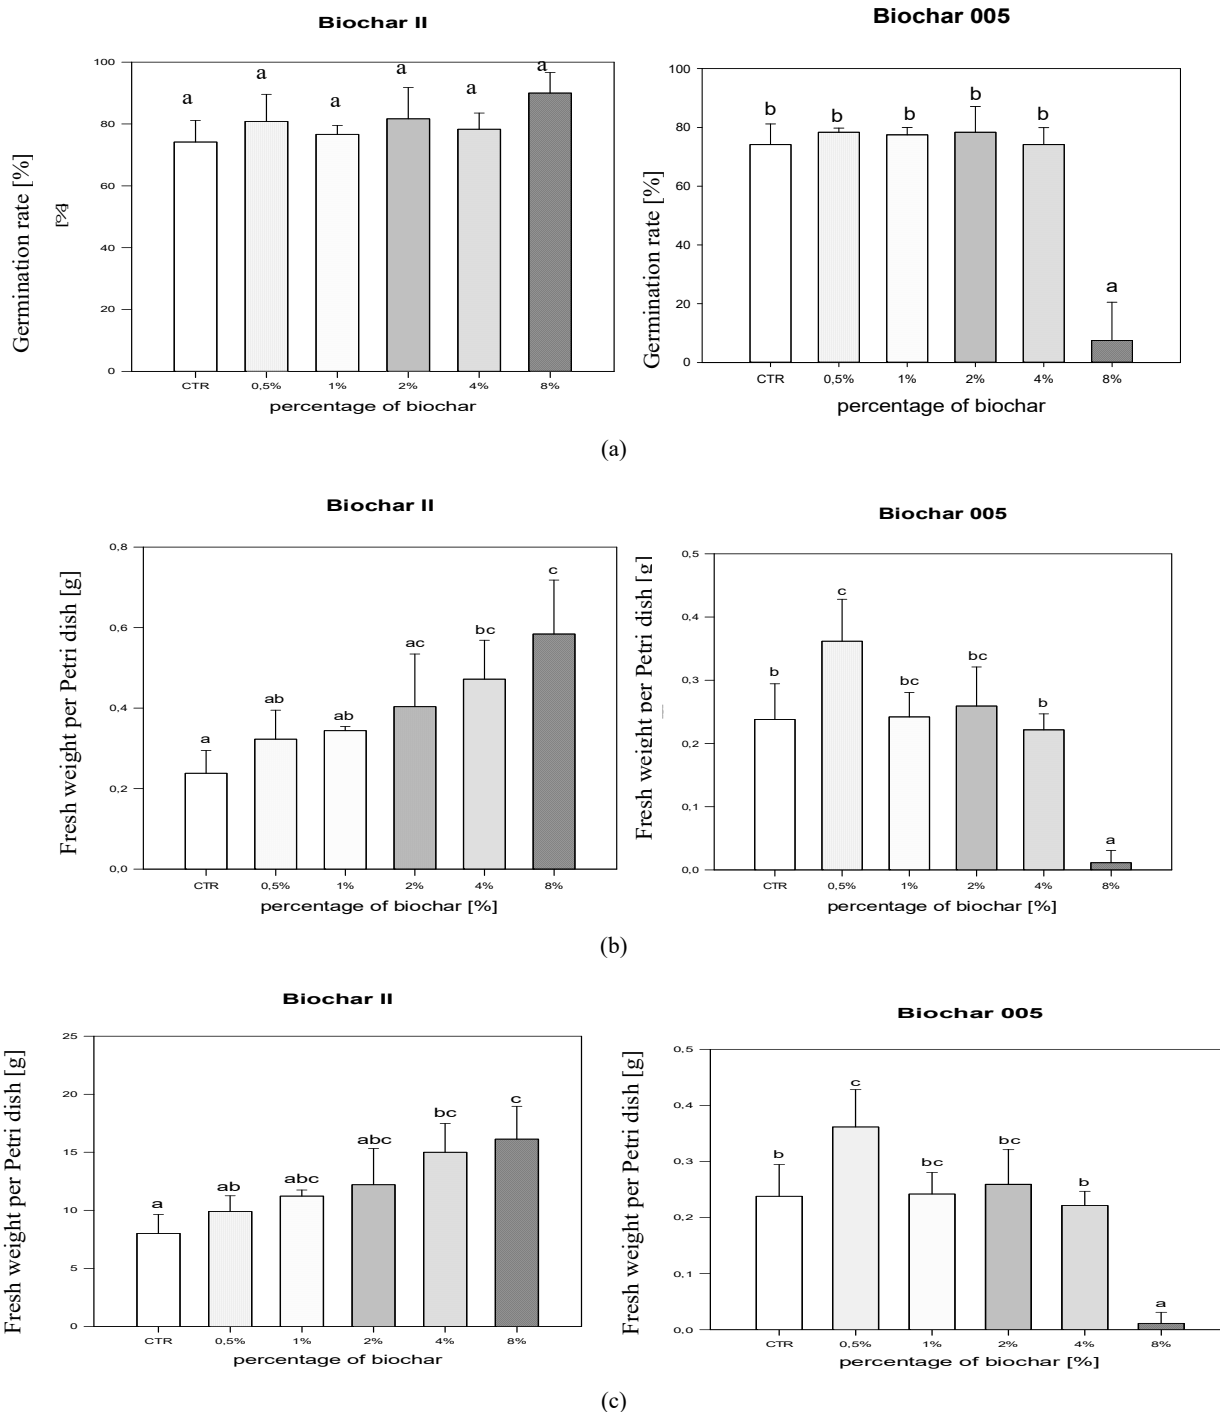 Biochar II
Germination rate [%]
[%]
100
80
60
40
20
0
a a a a a a
CTR 0,5% 1% 2% 4% 8%
percentage of biochar
Biochar 005
Germination rate [%]
100
80
60
40
20
0
b b b b b a
CTR 0,5% 1% 2% 4% 8%
percentage of biochar
(a)
Biochar II
Fresh weight per Petri dish [g]
0,8
0,6
0,4
0,2
0,0
a ab ab ac bc c
CTR 0,5% 1% 2% 4% 8%
percentage of biochar [%]
Biochar 005
Fresh weight per Petri dish [g]
0,5
0,4
0,3
0,2
0,1
0,0
b c bc bc b a
CTR 0,5% 1% 2% 4% 8%
percentage of biochar [%]
(b)
Biochar II
Fresh weight per Petri dish [g]
25
20
15
10
5
0
a ab abc abc bc c
CTR 0,5% 1% 2% 4% 8%
percentage of biochar
Biochar 005
Fresh weight per Petri dish [g]
0,5
0,4
0,3
0,2
0,1
0,0
b c bc bc b a
CTR 0,5% 1% 2% 4% 8%
percentage of biochar [%]
(c)